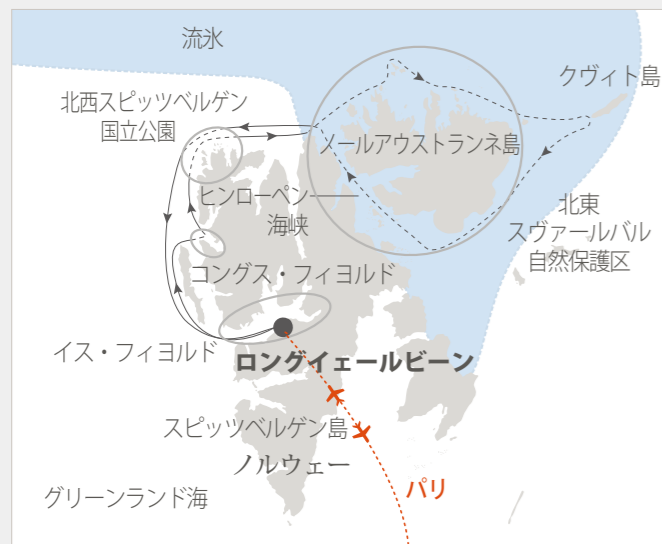 流氷
クヴィト島
北西スピッツベルゲン
国立公園
ノールアウストランネ島
ヒンローペン
海峡
北東
スヴァールバル
自然保護区
コングス・フィヨルド
イス・フィヨルド
ロングイェールビーン
スピッツベルゲン島
ノルウェー
パリ
グリーンランド海